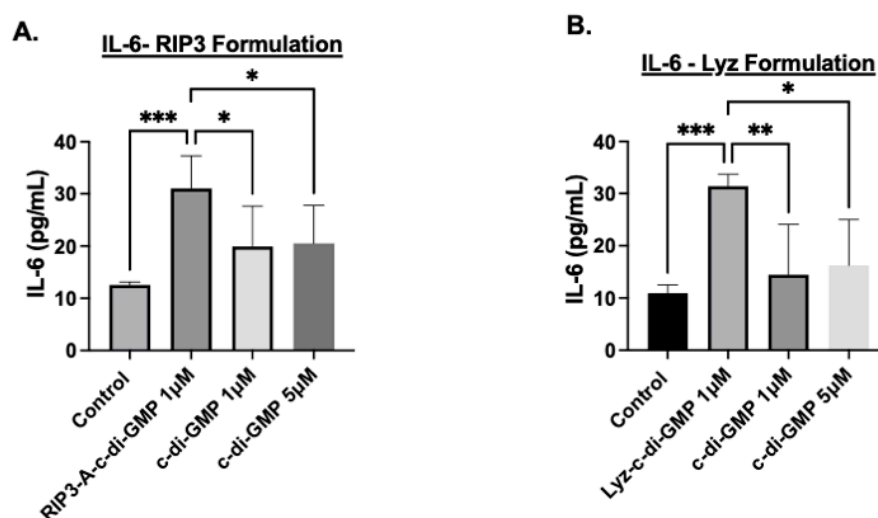 A.
IL-6- RIP3 Formulation
*
***
*
40
30
20
10
0
IL-6 (pg/mL)
Control
RIP3-A-c-di-GMP 1µM
c-di-GMP 1µM
c-di-GMP 5µM
B.
IL-6 - Lyz Formulation
*
***
**
40
30
20
10
0
IL-6 (pg/mL)
Control
Lyz-c-di-GMP 1µM
c-di-GMP 1µM
c-di-GMP 5µM